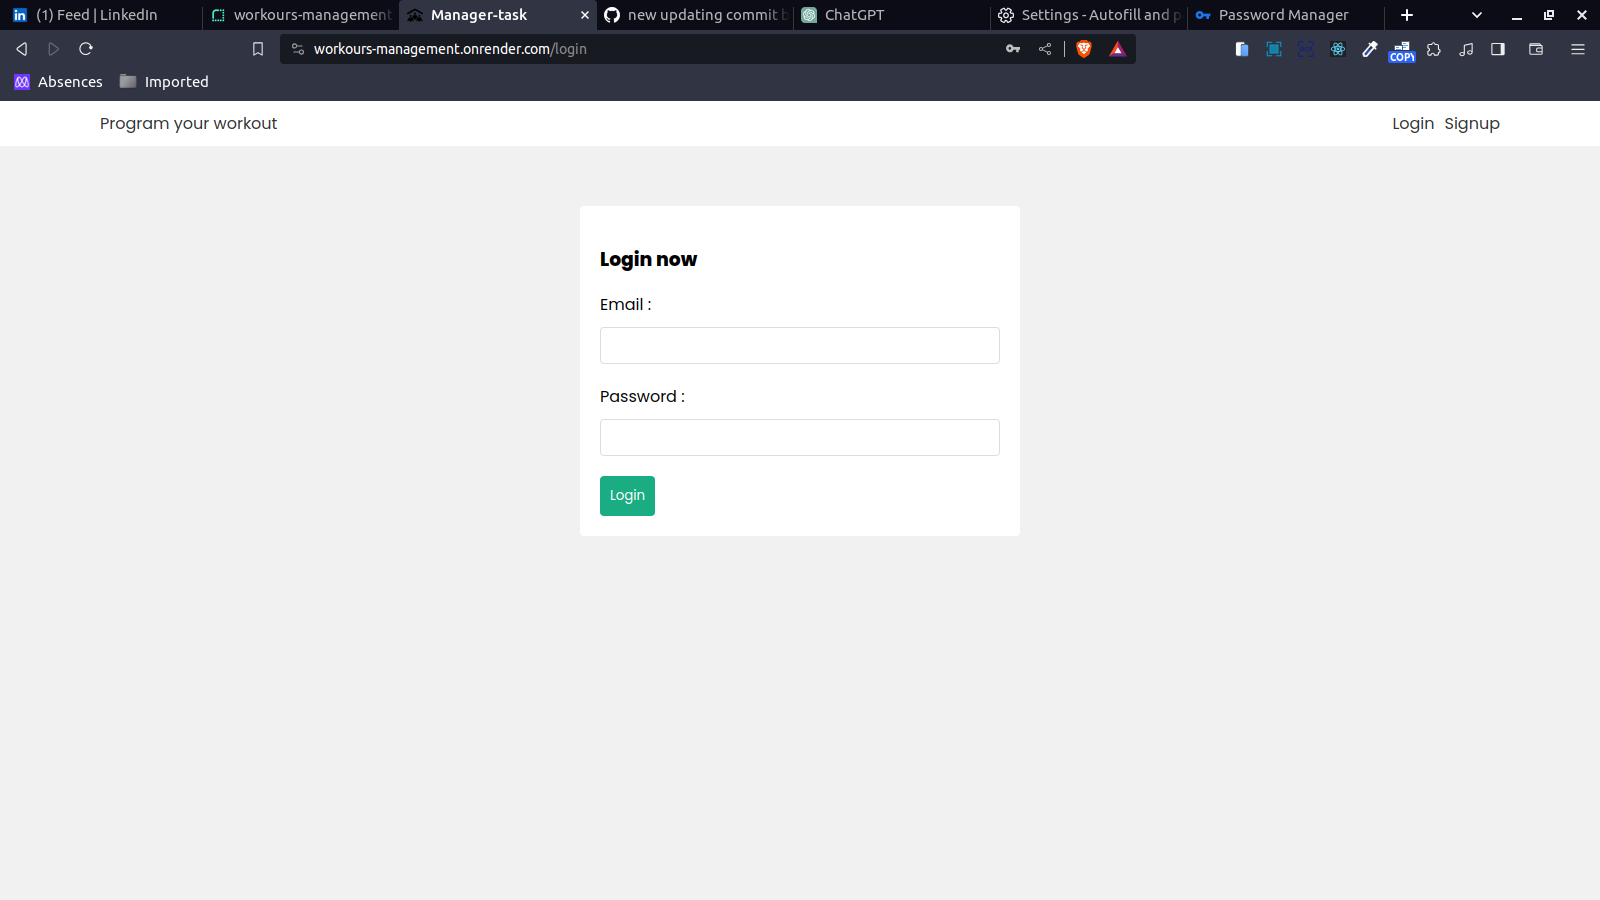 (1) Feed | LinkedIn
workours-management
Manager-task
new updating commit b
ChatGPT
Settings - Autofill and p
Password Manager
workours-management.onrender.com/login
COPY
Absences
Imported
Program your workout
Login
Signup
Login now
Email :
Password :
Login